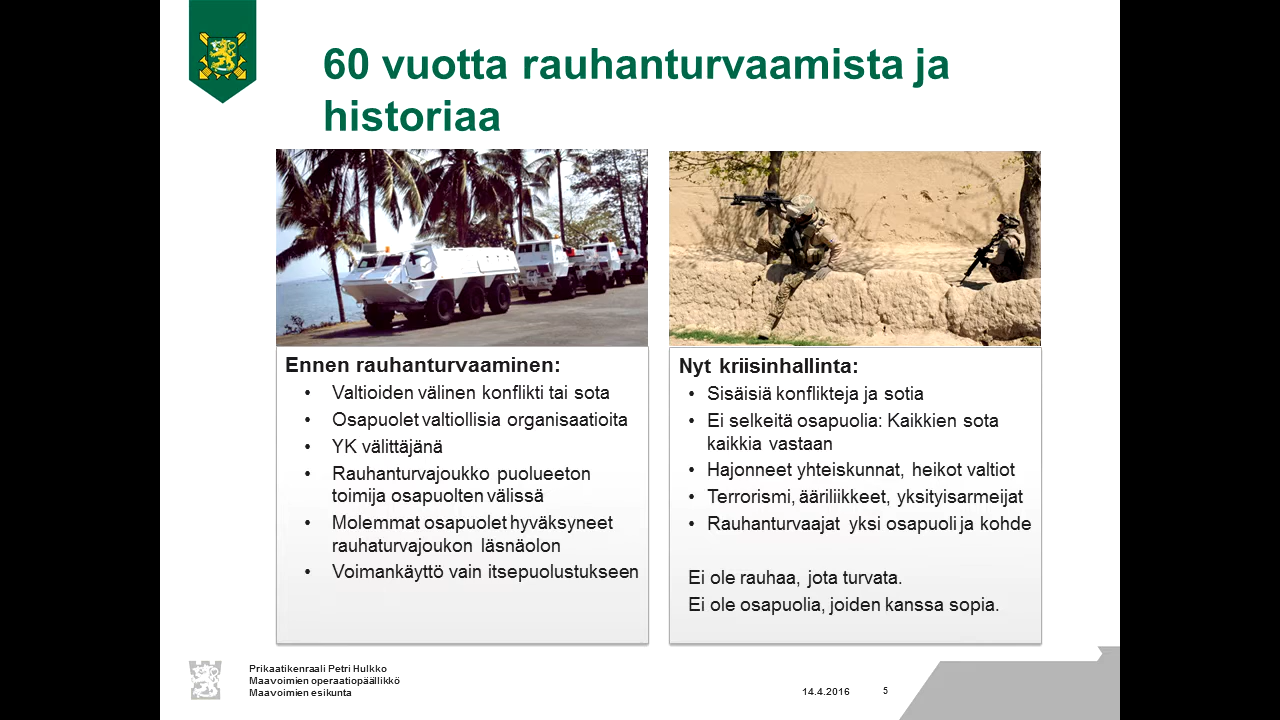 60 vuotta rauhanturvaamista ja
historiaa
Ennen rauhanturvaaminen:
• Valtioiden välinen konflikti tai sota
• Osapuolet valtiollisia organisaatioita
• YK välittäjänä
• Rauhanturvajoukko puolueeton
toimija osapuolten välissä
• Molemmat osapuolet hyväksyneet
rauhaturvajoukon läsnäolon
• Voimankäyttö vain itsepuolustukseen
Nyt kriisinhallinta:
• Sisäisiä konflikteja ja sotia
• Ei selkeitä osapuolia: Kaikkien sota
kaikkia vastaan
• Hajonneet yhteiskunnat, heikot valtiot
• Terrorismi, ääriliikkeet, yksityisarmeijat
• Rauhanturvaajat yksi osapuoli ja kohde
Ei ole rauhaa, jota turvata.
Ei ole osapuolia, joiden kanssa sopia.
Prikaatikenraali Petri Hulkko
Maavoimien operaatiopäällikkö
Maavoimien esikunta
14.4.2016
5